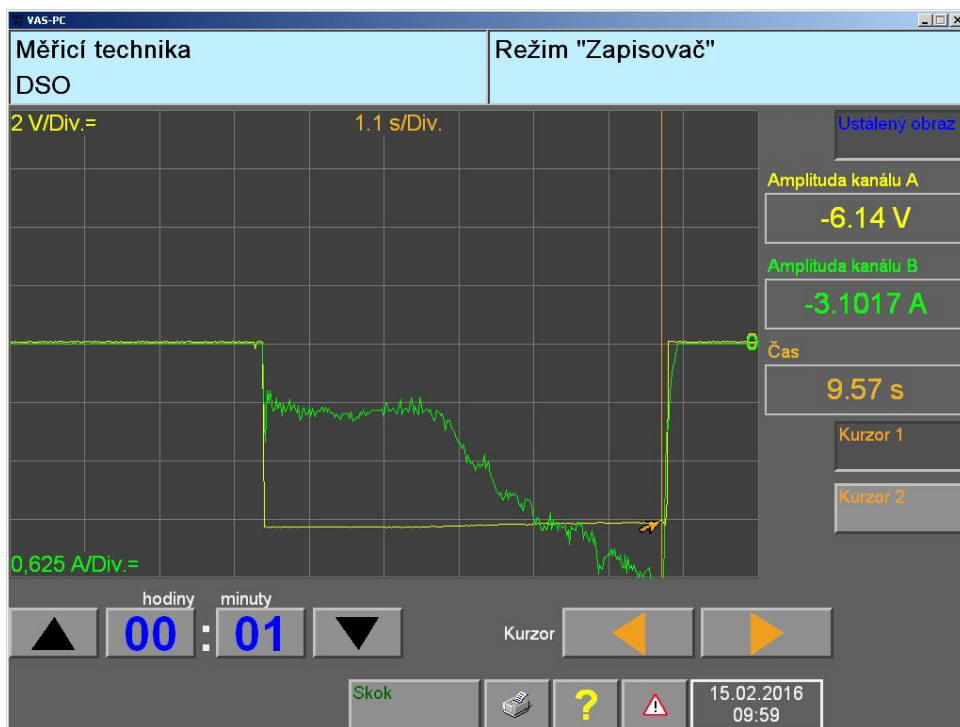 VAS-PC
Měřicí technika
DSO
Režim "Zapisovač"
2 V/Div.=
1.1 s/Div.
Ustálený obraz
Amplituda kanálu A
-6.14 V
Amplituda kanálu B
-3.1017 A
0
Čas
9.57 s
Kurzor 1
Kurzor 2
0,625 A/Div.=
hodiny minuty
00 : 01
Kurzor
Skok
?
15.02.2016
09:59